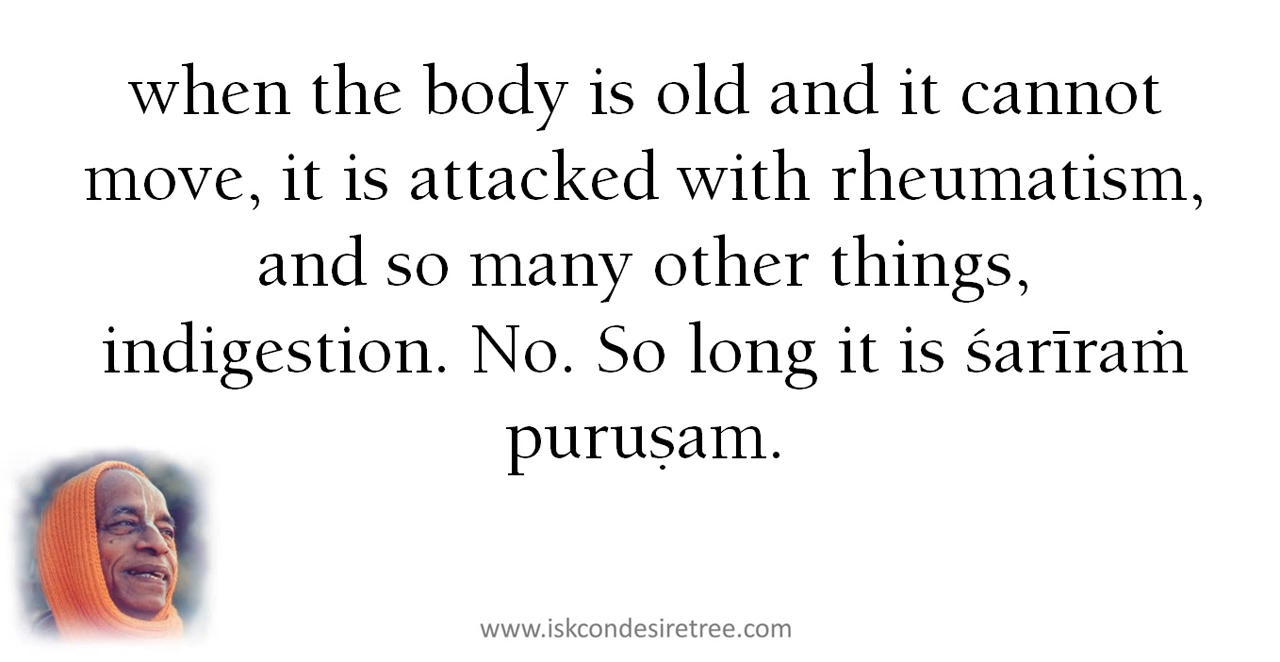 when the body is old and it cannot
move, it is attacked with rheumatism,
and so many other things,
indigestion. No. So long it is śarīraṁ
puruṣam.
www.iskcondesiretree.com